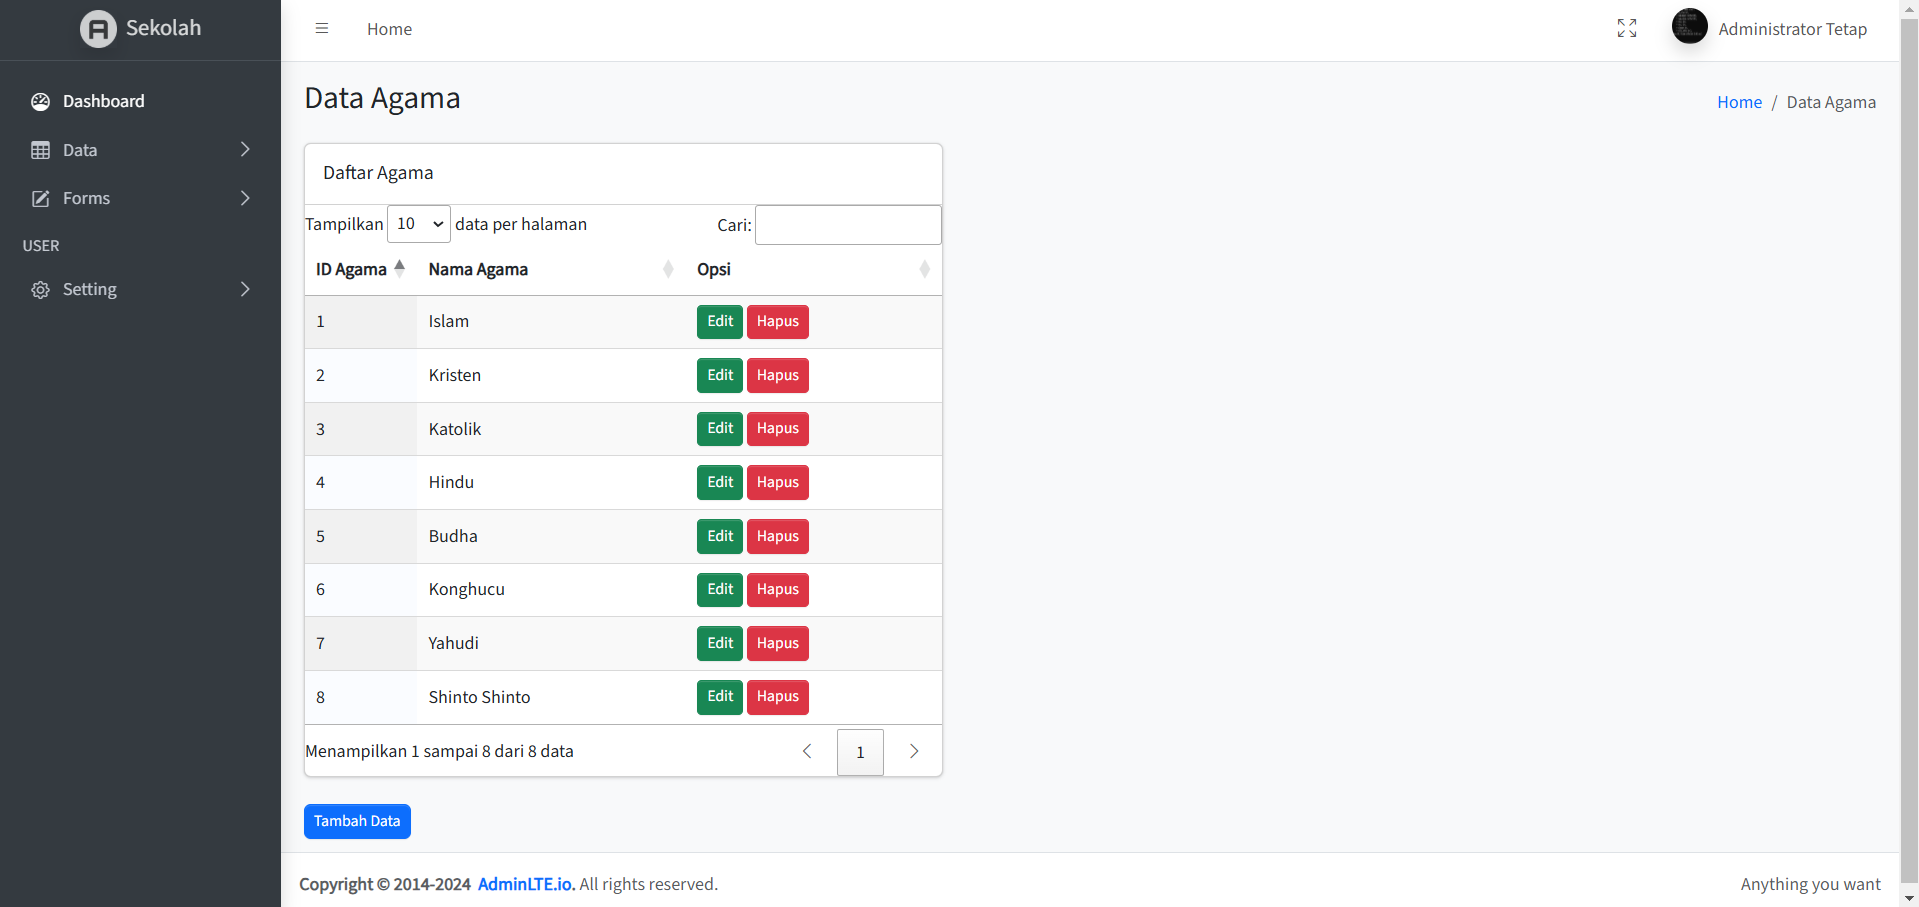 Sekolah
Home
Administrator Tetap
Dashboard
Data
Forms
USER
Setting
Data Agama
Home / Data Agama
Daftar Agama
Tampilkan 10 data per halaman
Cari:
ID Agama Nama Agama Opsi
1 Islam Edit Hapus
2 Kristen Edit Hapus
3 Katolik Edit Hapus
4 Hindu Edit Hapus
5 Budha Edit Hapus
6 Konghucu Edit Hapus
7 Yahudi Edit Hapus
8 Shinto Shinto Edit Hapus
Menampilkan 1 sampai 8 dari 8 data
1
Tambah Data
Copyright © 2014-2024 AdminLTE.io. All rights reserved.
Anything you want